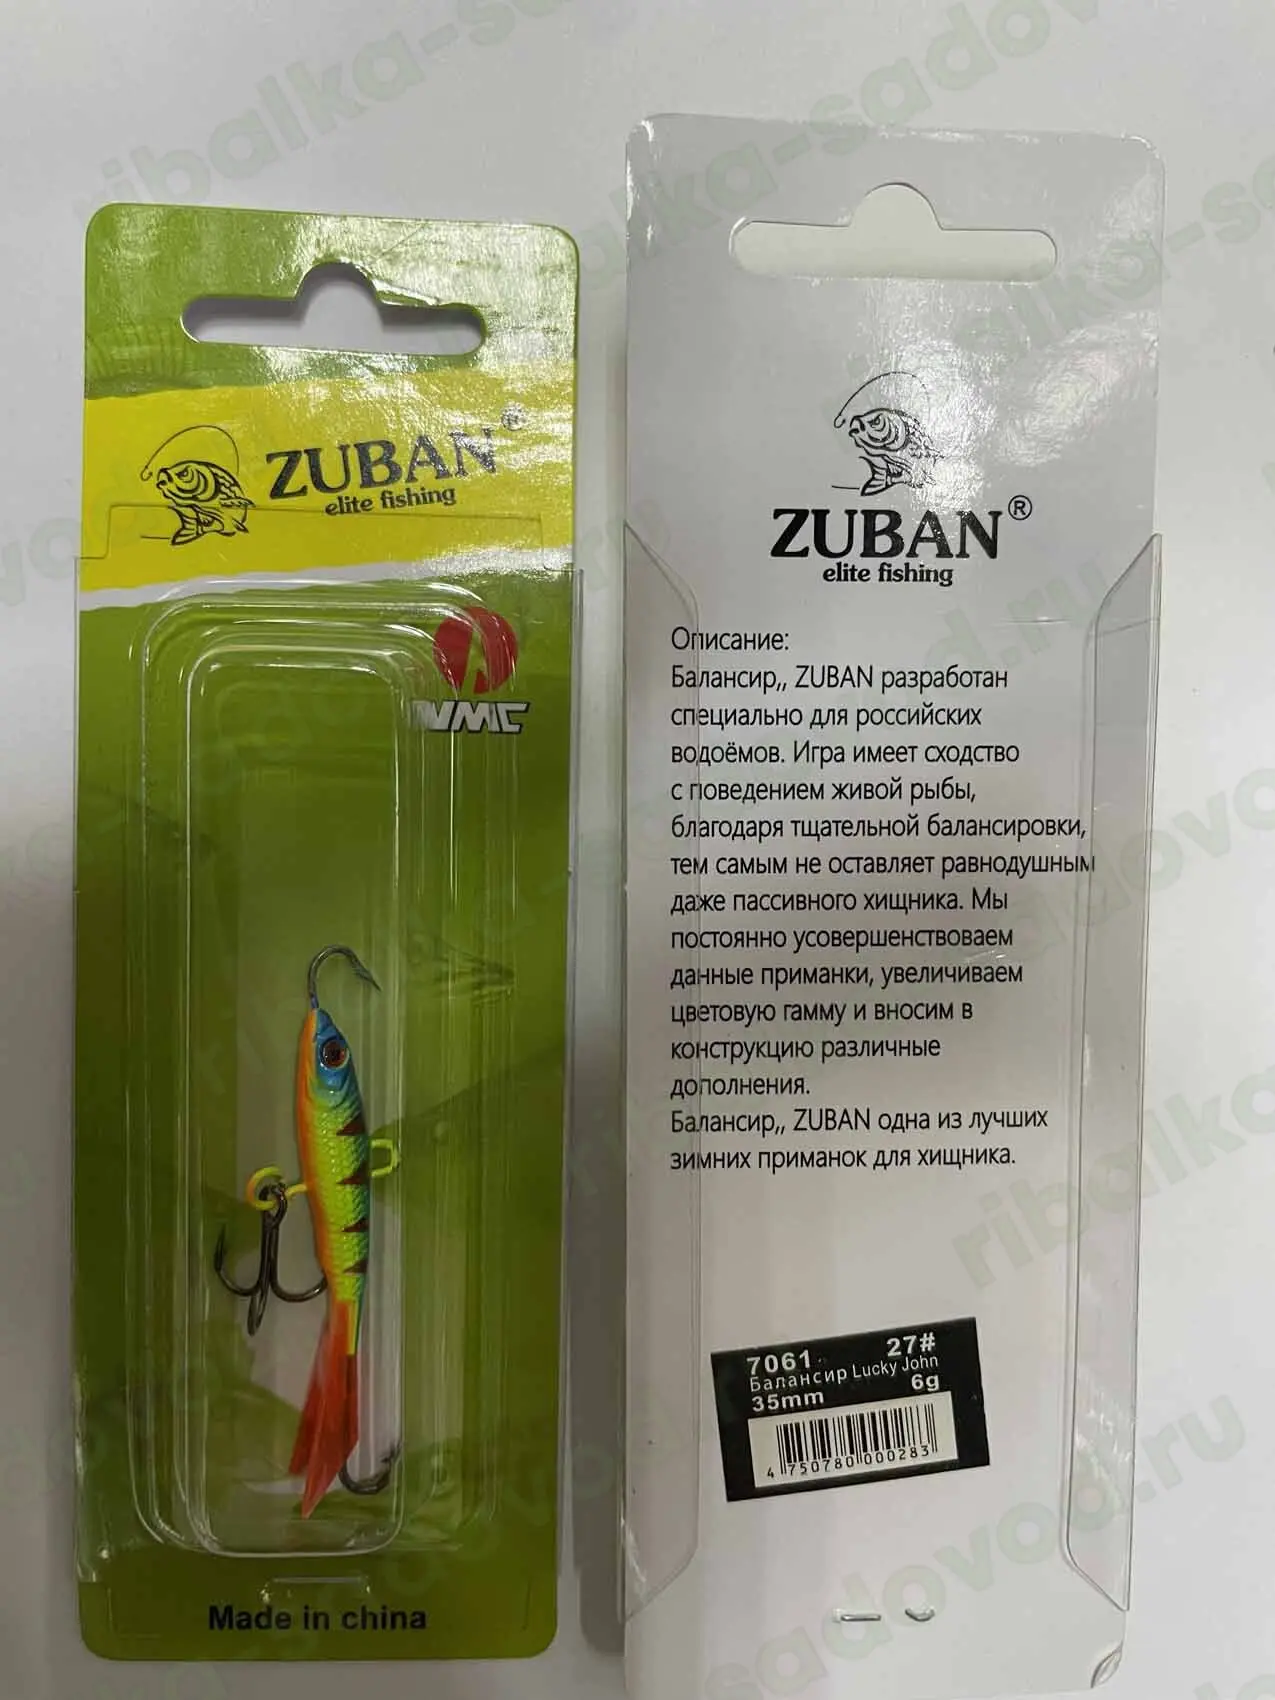 ZUBAN®
elite fishing
VMC
Made in china
ZUBAN®
elite fishing
Описание:
Балансир,, ZUBAN разработан
специально для российских
водоёмов. Игра имеет сходство
с поведением живой рыбы,
благодаря тщательной балансировки,
тем самым не оставляет равнодушным
даже пассивного хищника. Мы
постоянно усовершенствоваем
данные приманки, увеличиваем
цветовую гамму и вносим в
конструкцию различные
дополнения.
Балансир,, ZUBAN одна из лучших
зимних приманок для хищника.
7061 27#
Балансир Lucky John
35mm 6g
4 750780 000283
ribalka-sadovod.ru